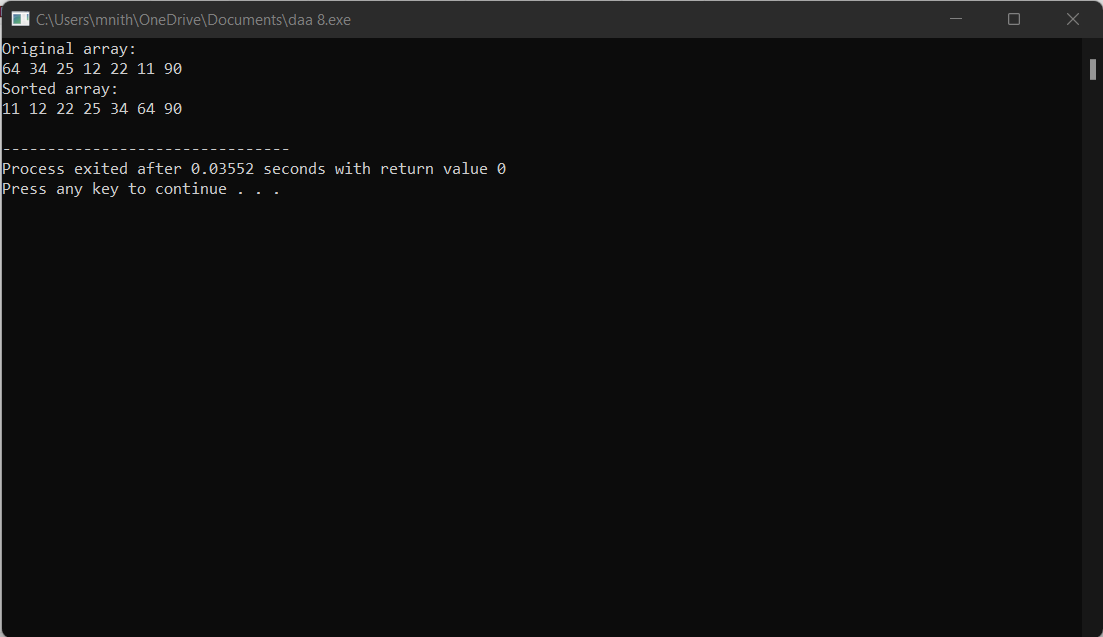 C:\Users\mnith\OneDrive\Documents\daa 8.exe
Original array:
64 34 25 12 22 11 90
Sorted array:
11 12 22 25 34 64 90
--------------------------------
Process exited after 0.03552 seconds with return value 0
Press any key to continue . . .